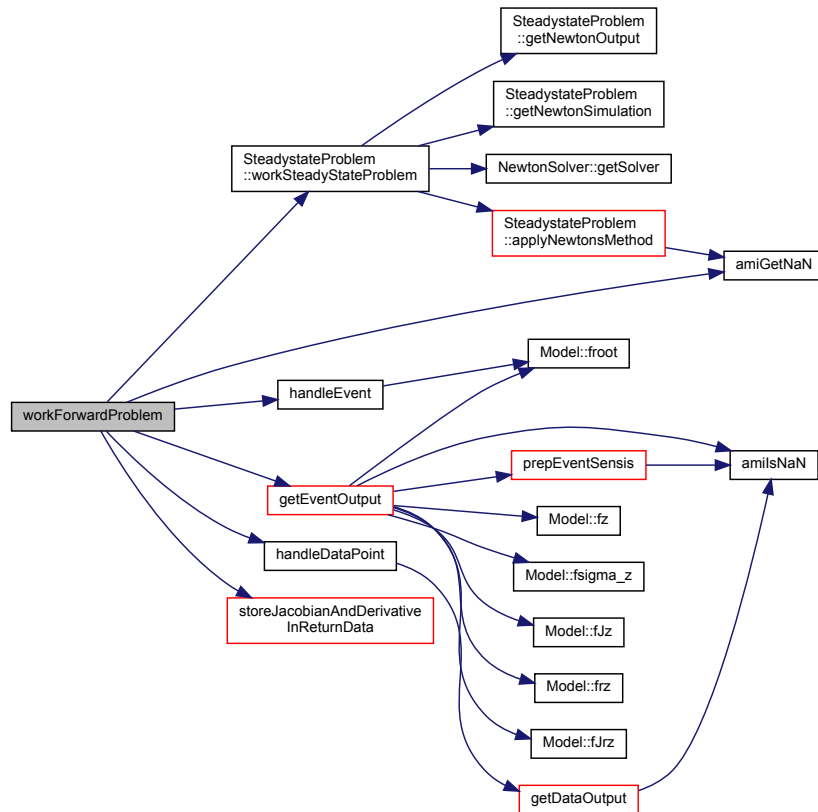 SteadystateProblem
::getNewtonOutput
SteadystateProblem
::getNewtonSimulation
SteadystateProblem
::workSteadyStateProblem
NewtonSolver::getSolver
SteadystateProblem
::applyNewtonsMethod
amiGetNaN
Model::froot
handleEvent
workForwardProblem
prepEventSensis
amiIsNaN
getEventOutput
Model::fz
handleDataPoint
Model::fsigma_z
storeJacobianAndDerivative
InReturnData
Model::fJz
Model::frz
Model::fJrz
getDataOutput